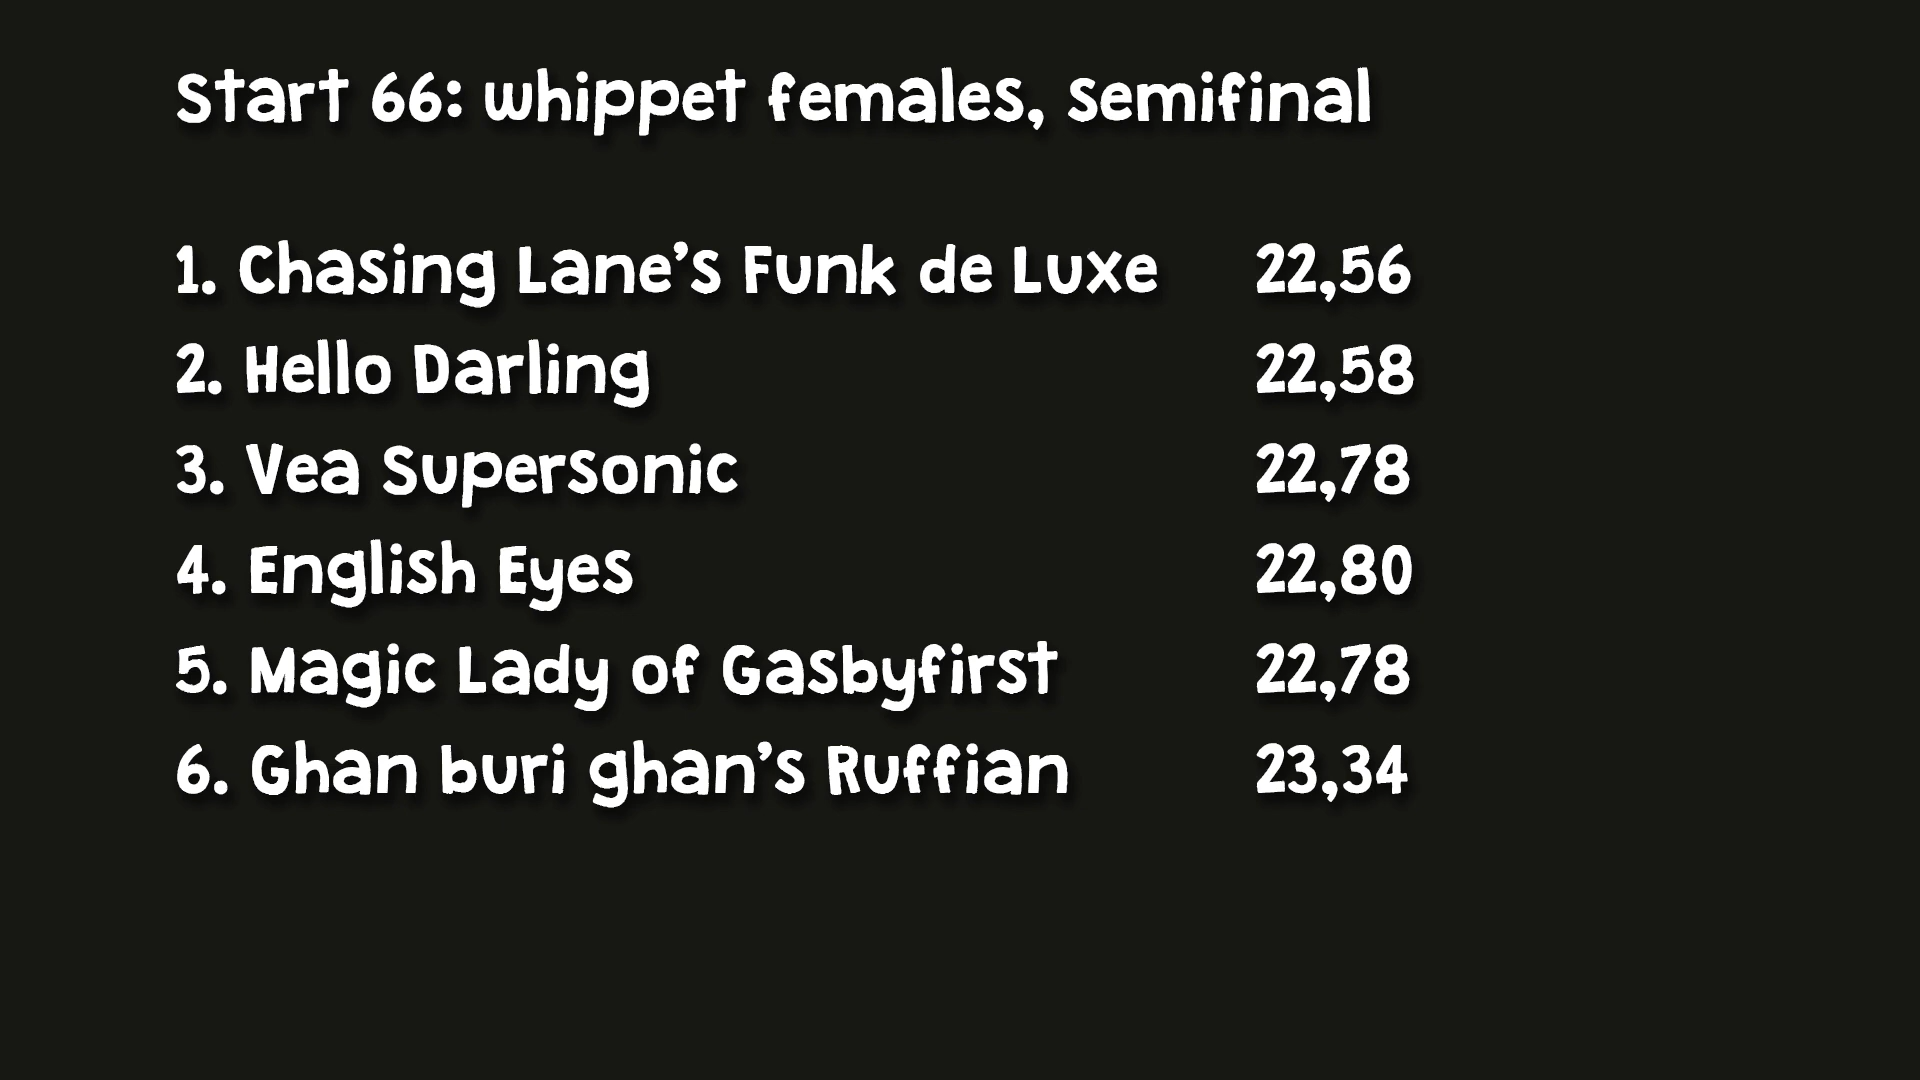 Start 66: whippet females, semifinal
1. Chasing Lane’s Funk de Luxe 22,56
2. Hello Darling 22,58
3. Vea Supersonic 22,78
4. English Eyes 22,80
5. Magic Lady of Gasbyfirst 22,78
6. Ghan buri ghan’s Ruffian 23,34